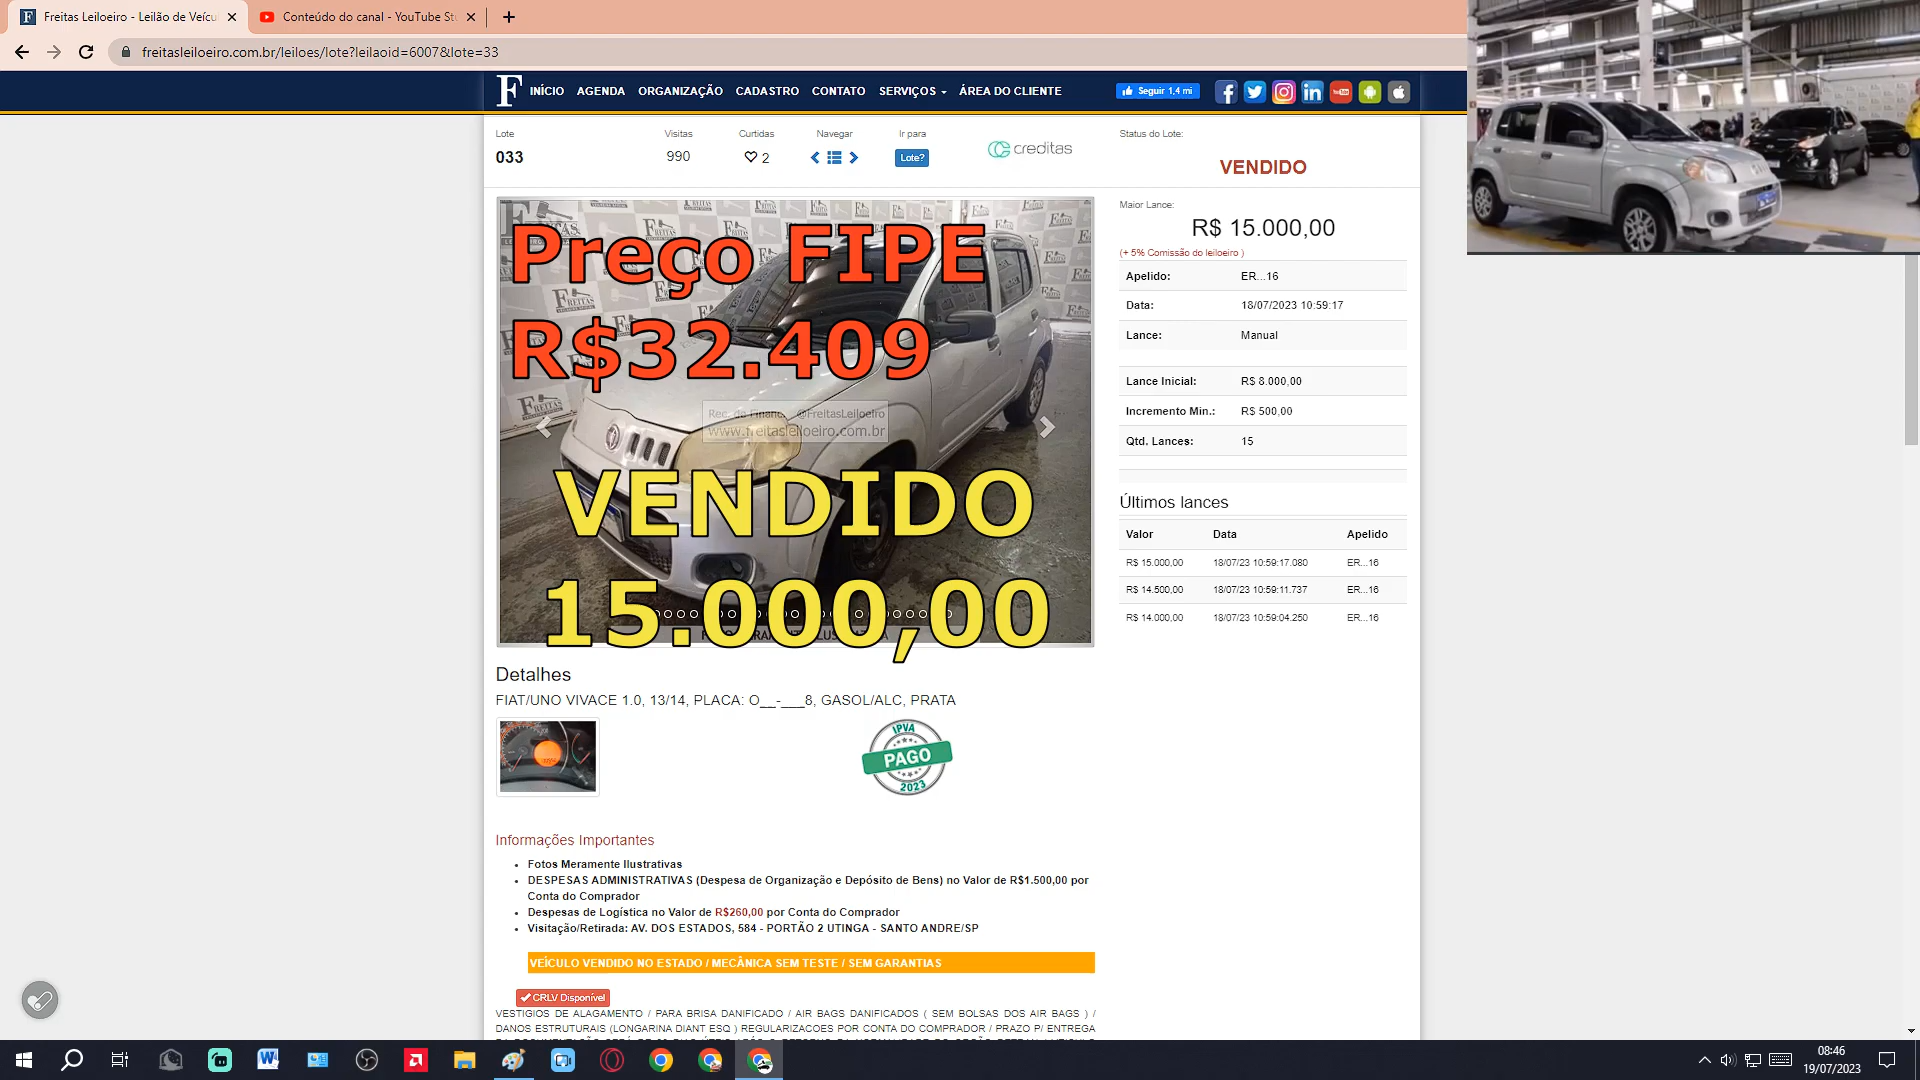 Freitas Leiloeiro - Leilão de Veícu
Conteúdo do canal - YouTube Stu
freitasleiloeiro.com.br/leiloes/lote?leilaoid=6007&lote=33
F INÍCIO AGENDA ORGANIZAÇÃO CADASTRO CONTATO SERVIÇOS ÁREA DO CLIENTE
Seguir 1,4 mi
Lote Visitas Curtidas Navegar Ir para
033 990 2 Lote?
creditas
Status do Lote:
VENDIDO
Preço FIPE
R$32.409
Rec. de Financ. @FreitasLeiloeiro
www.freitasleiloeiro.com.br
VENDIDO
15.000,00
Maior Lance:
R$ 15.000,00
(+ 5% Comissão do leiloeiro )
Apelido: ER...16
Data: 18/07/2023 10:59:17
Lance: Manual
Lance Inicial: R$ 8.000,00
Incremento Min.: R$ 500,00
Qtd. Lances: 15
Últimos lances
Valor Data Apelido
R$ 15.000,00 18/07/23 10:59:17.080 ER...16
R$ 14.500,00 18/07/23 10:59:11.737 ER...16
R$ 14.000,00 18/07/23 10:59:04.250 ER...16
Detalhes
FIAT/UNO VIVACE 1.0, 13/14, PLACA: O__-___8, GASOL/ALC, PRATA
IPVA
PAGO
2023
Informações Importantes
Fotos Meramente Ilustrativas
DESPESAS ADMINISTRATIVAS (Despesa de Organização e Depósito de Bens) no Valor de R$1.500,00 por
Conta do Comprador
Despesas de Logística no Valor de R$260,00 por Conta do Comprador
Visitação/Retirada: AV. DOS ESTADOS, 584 - PORTÃO 2 UTINGA - SANTO ANDRE/SP
VEÍCULO VENDIDO NO ESTADO / MECÂNICA SEM TESTE / SEM GARANTIAS
CRLV Disponível
VESTIGIOS DE ALAGAMENTO / PARA BRISA DANIFICADO / AIR BAGS DANIFICADOS ( SEM BOLSAS DOS AIR BAGS ) /
DANOS ESTRUTURAIS (LONGARINA DIANT ESQ ) REGULARIZACOES POR CONTA DO COMPRADOR / PRAZO P/ ENTREGA
08:46
19/07/2023